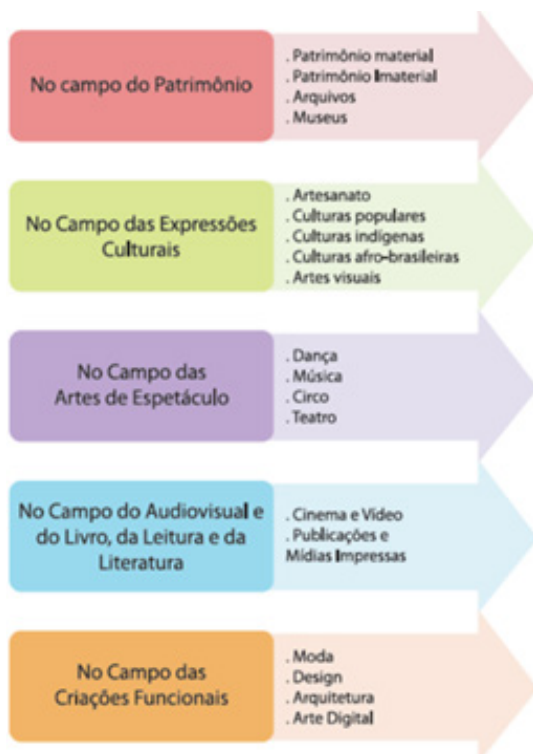 No campo do Patrimônio
. Patrimônio material
. Patrimônio Imaterial
. Arquivos
. Museus
No Campo das Expressões
Culturais
. Artesanato
. Culturas populares
. Culturas indígenas
. Culturas afro-brasileiras
. Artes visuais
No Campo das
Artes de Espetáculo
. Dança
. Música
. Circo
. Teatro
No Campo do Audiovisual e
do Livro, da Leitura e da
Literatura
. Cinema e Vídeo
. Publicações e
Mídias Impressas
No Campo das
Criações Funcionais
. Moda
. Design
. Arquitetura
. Arte Digital